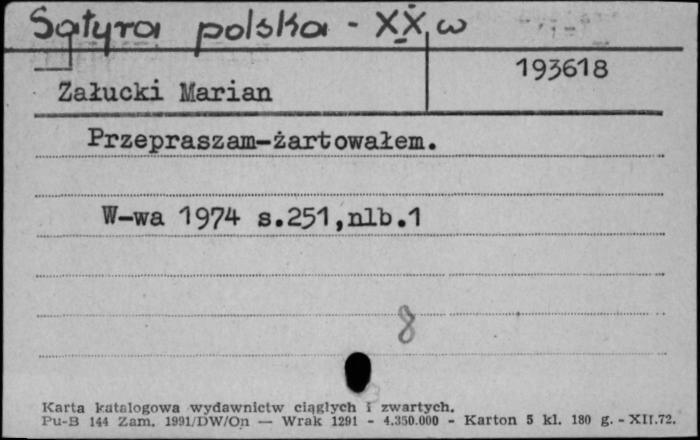 Satyra polska - XX w
193618
Załucki Marian
Przepraszam-żartowałem.
W-wa 1974 s.251,nlb.1
8
Karta katalogowa wydawnictw ciągłych i zwartych.
Pu-B 144 Zam. 1991/DW/On — Wrak 1291 - 4.350.000 - Karton 5 kl. 180 g. - XII.72.